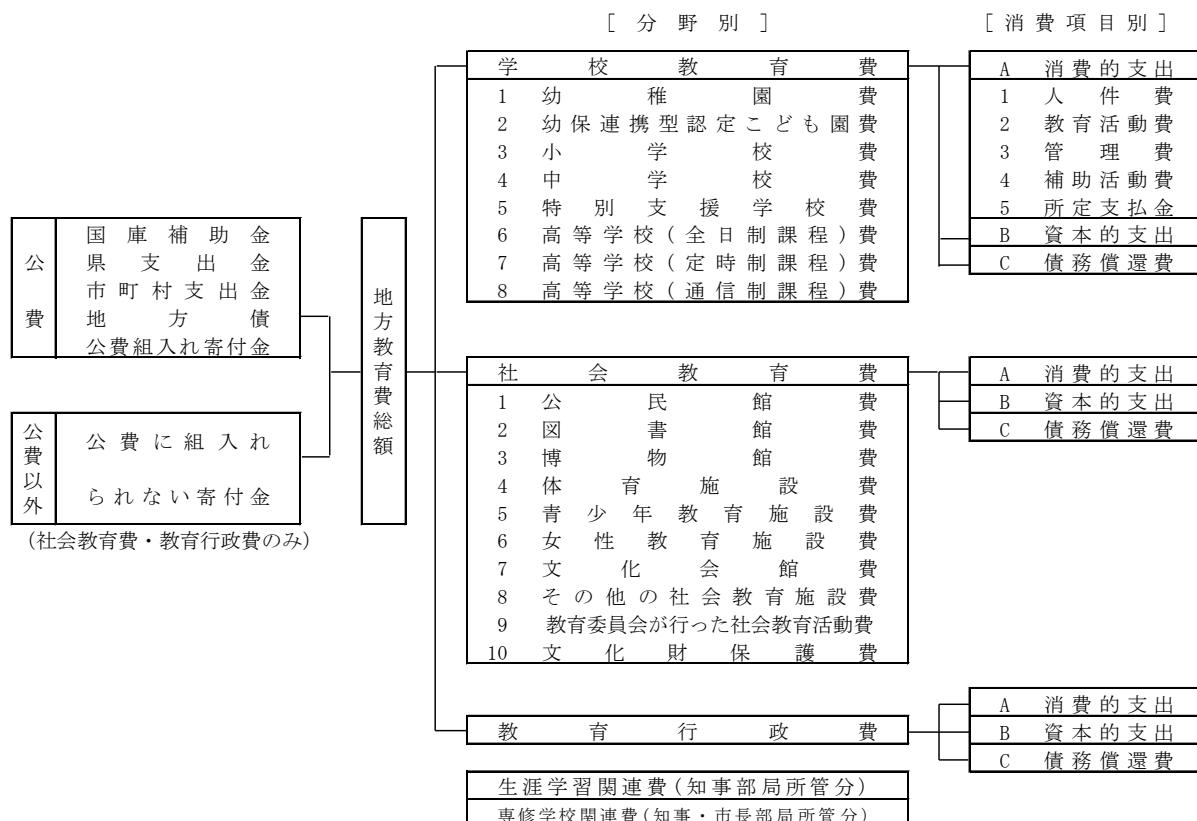 ［分野別］
［消費項目別］
公費
国庫補助金
県支出金
市町村支出金
地方債
公費組入れ寄付金
公費以外
公費に組入れ
られない寄付金
（社会教育費・教育行政費のみ）
地方教育費総額
学校教育費
1 幼稚園費
2 幼保連携型認定こども園費
3 小学校費
4 中学校費
5 特別支援学校費
6 高等学校(全日制課程)費
7 高等学校(定時制課程)費
8 高等学校(通信制課程)費
A 消費的支出
1 人件費
2 教育活動費
3 管理費
4 補助活動費
5 所定支払金
B 資本的支出
C 債務償還費
社会教育費
1 公民館費
2 図書館費
3 博物館費
4 体育施設費
5 青少年教育施設費
6 女性教育施設費
7 文化会館費
8 その他の社会教育施設費
9 教育委員会が行った社会教育活動費
10 文化財保護費
A 消費的支出
B 資本的支出
C 債務償還費
教育行政費
A 消費的支出
B 資本的支出
C 債務償還費
生涯学習関連費(知事部局所管分)
専修学校関連費(知事・市長部局所管分)